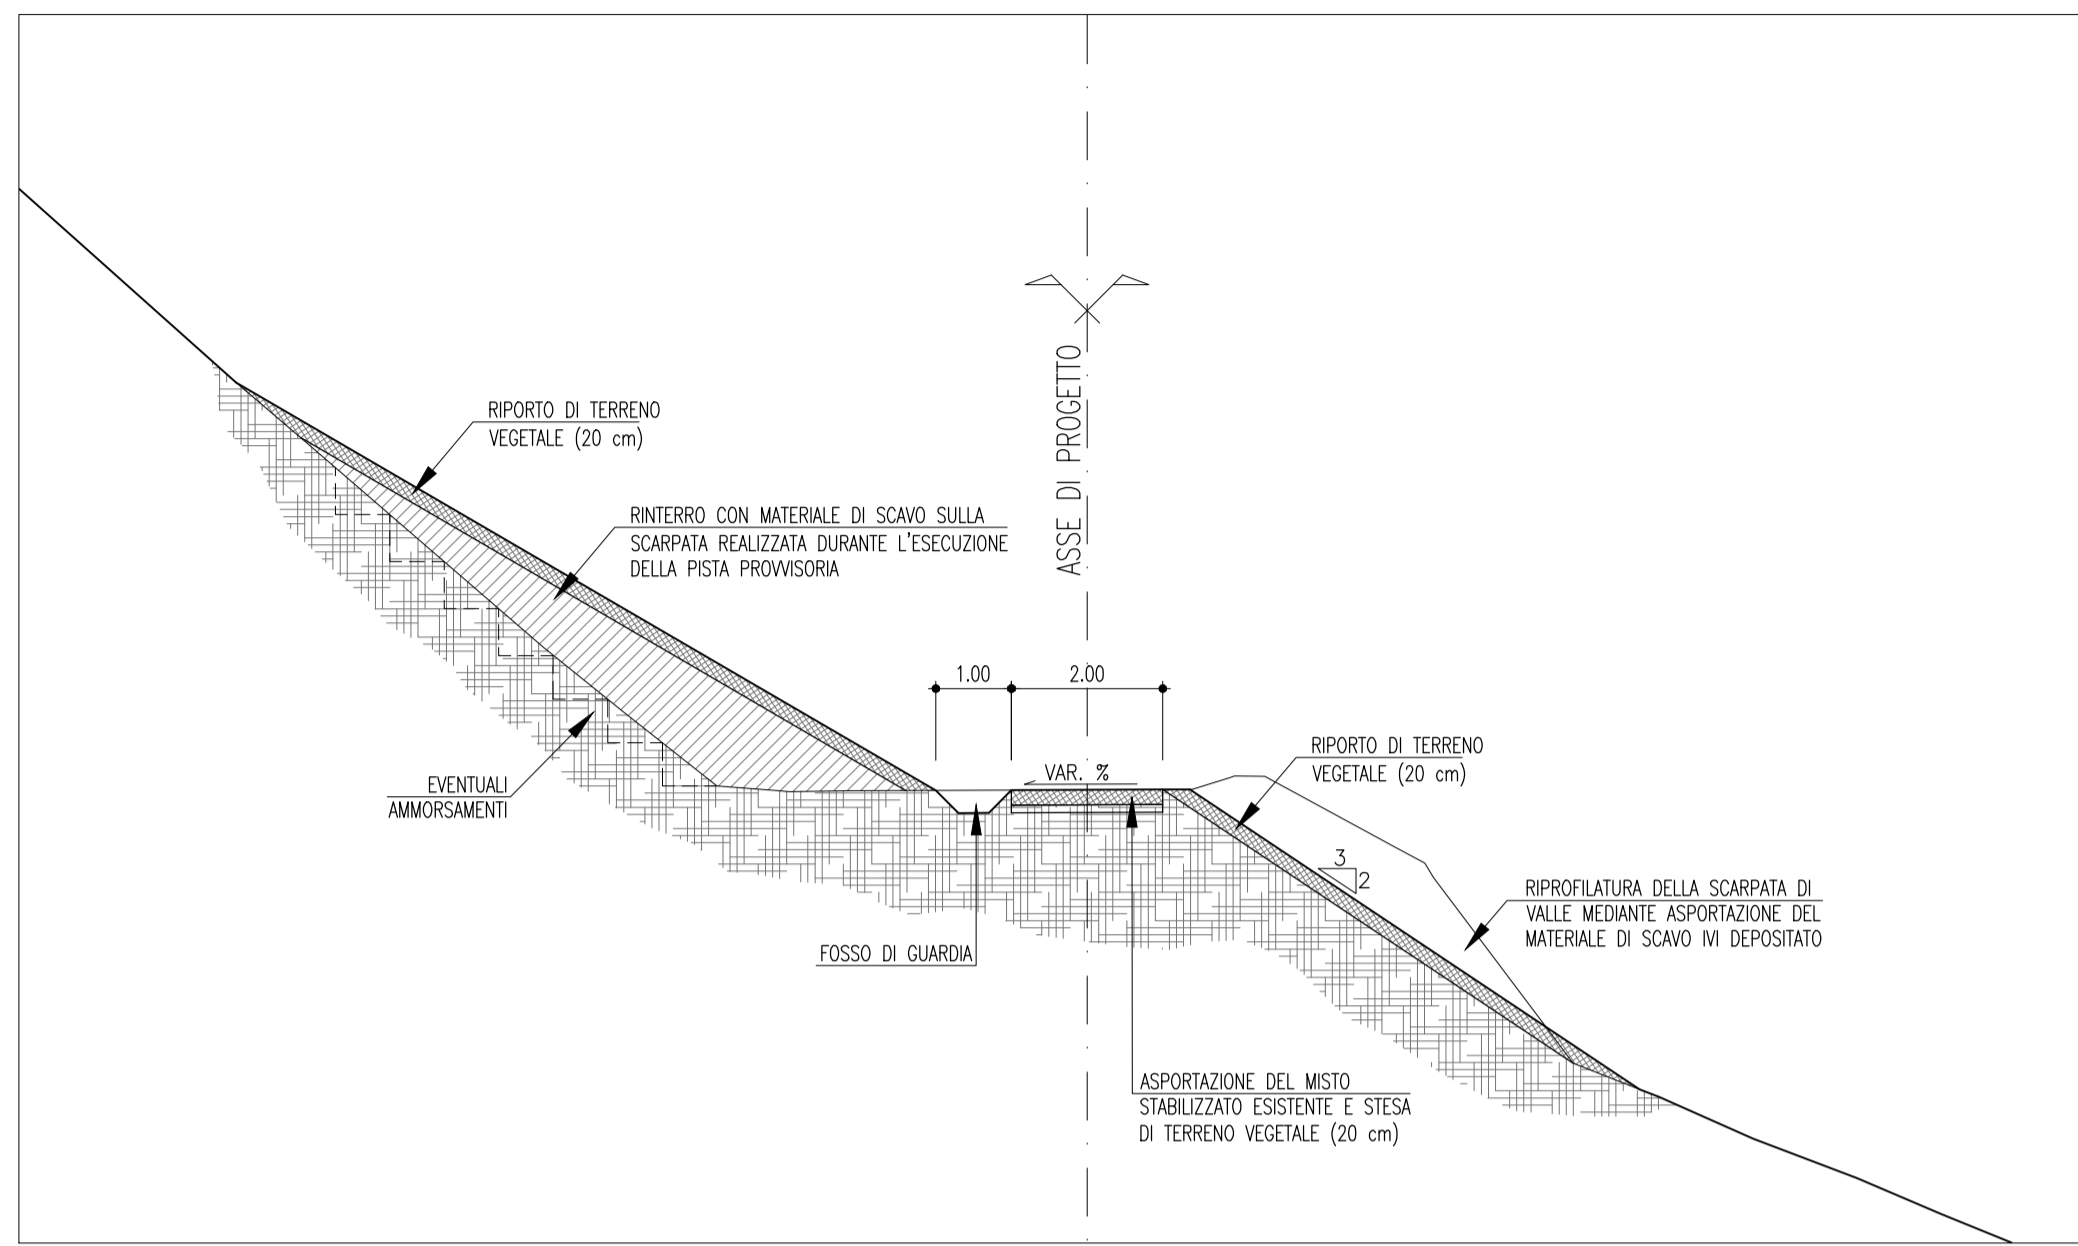 ASSE DI PROGETTO
RIPORTO DI TERRENO
VEGETALE (20 cm)
RINTERRO CON MATERIALE DI SCAVO SULLA
SCARPATA REALIZZATA DURANTE L'ESECUZIONE
DELLA PISTA PROVVISORIA
1.00
2.00
VAR. %
RIPORTO DI TERRENO
VEGETALE (20 cm)
EVENTUALI
AMMORSAMENTI
3
2
RIPROFILATURA DELLA SCARPATA DI
VALLE MEDIANTE ASPORTAZIONE DEL
MATERIALE DI SCAVO IVI DEPOSITATO
FOSSO DI GUARDIA
ASPORTAZIONE DEL MISTO
STABILIZZATO ESISTENTE E STESA
DI TERRENO VEGETALE (20 cm)